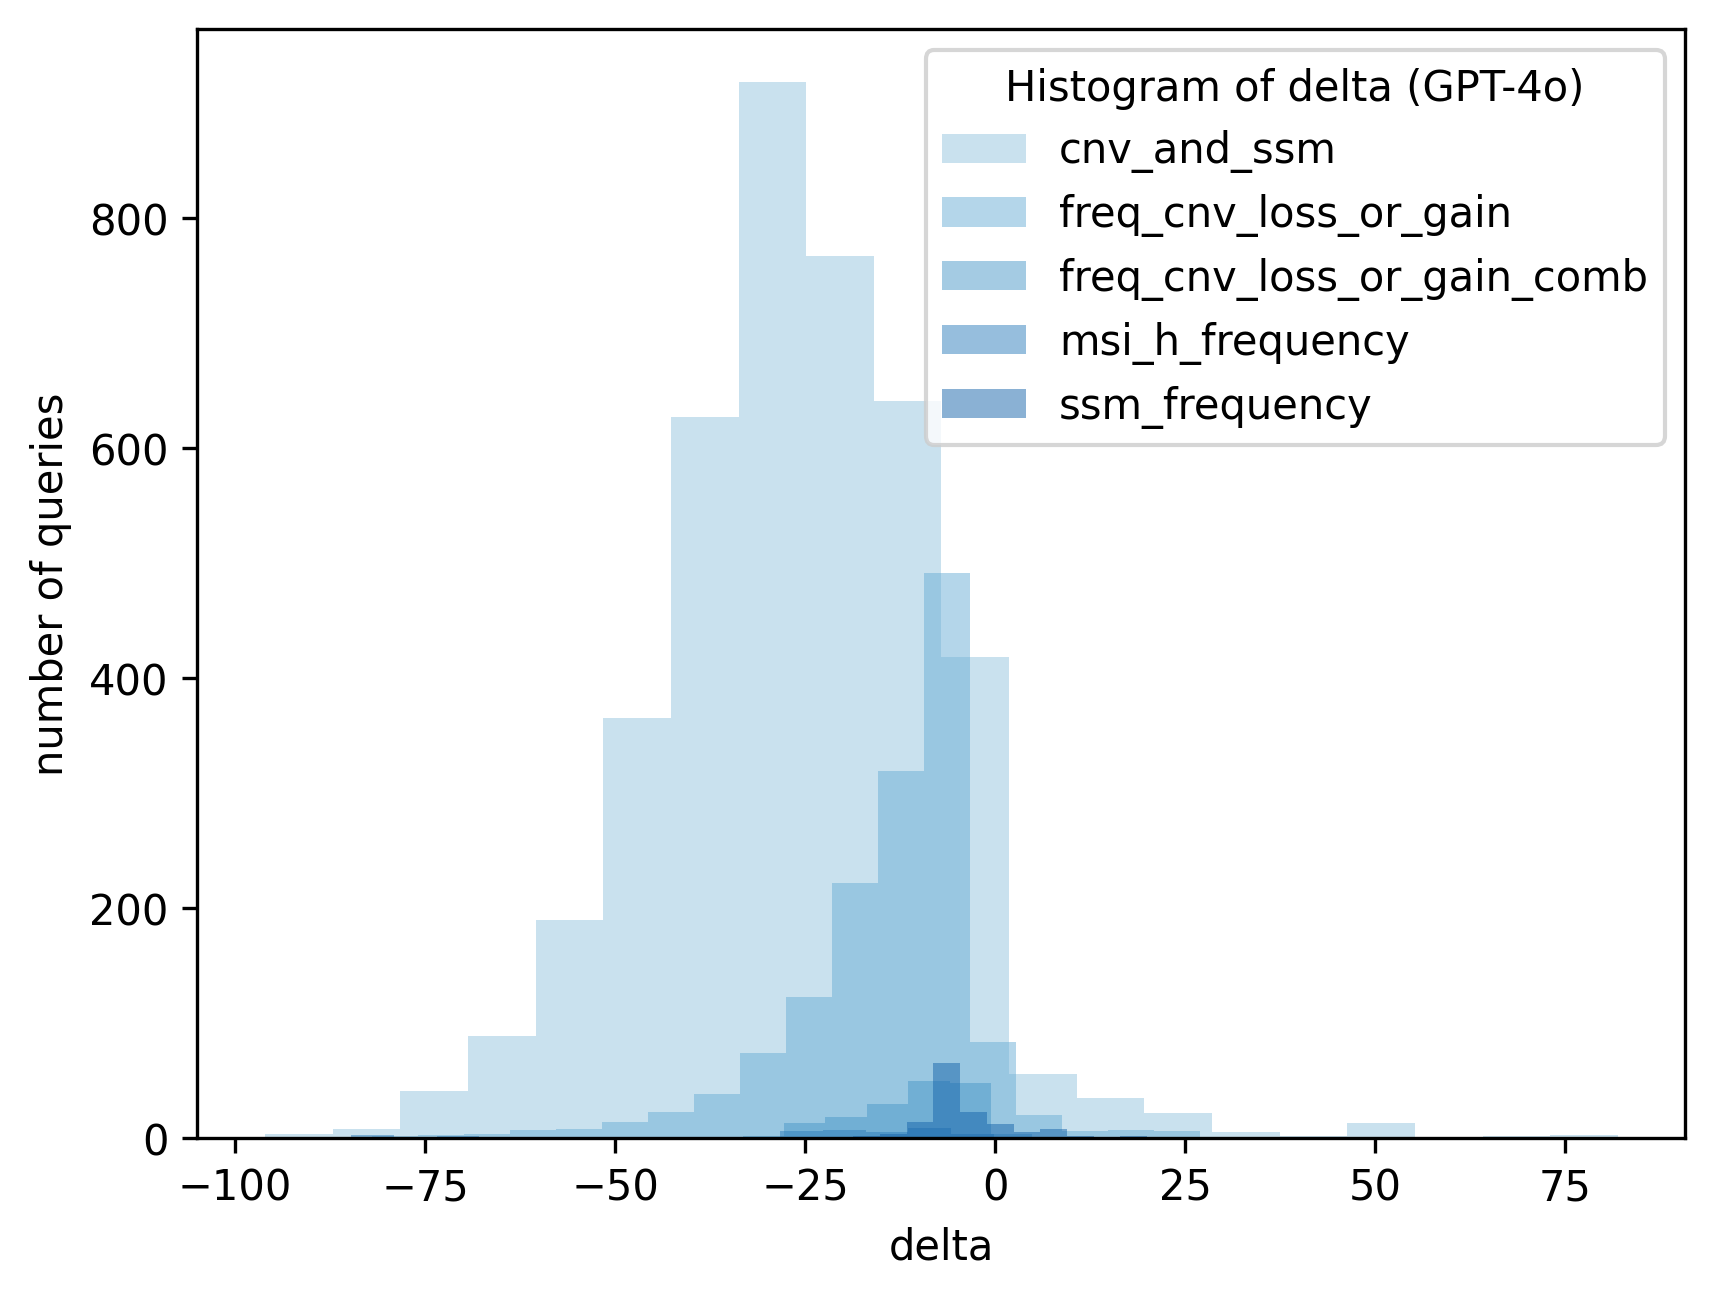 Histogram of delta (GPT-4o)
cnv_and_ssm
freq_cnv_loss_or_gain
freq_cnv_loss_or_gain_comb
msi_h_frequency
ssm_frequency
number of queries
800
600
400
200
0
−100 −75 −50 −25 0 25 50 75
delta